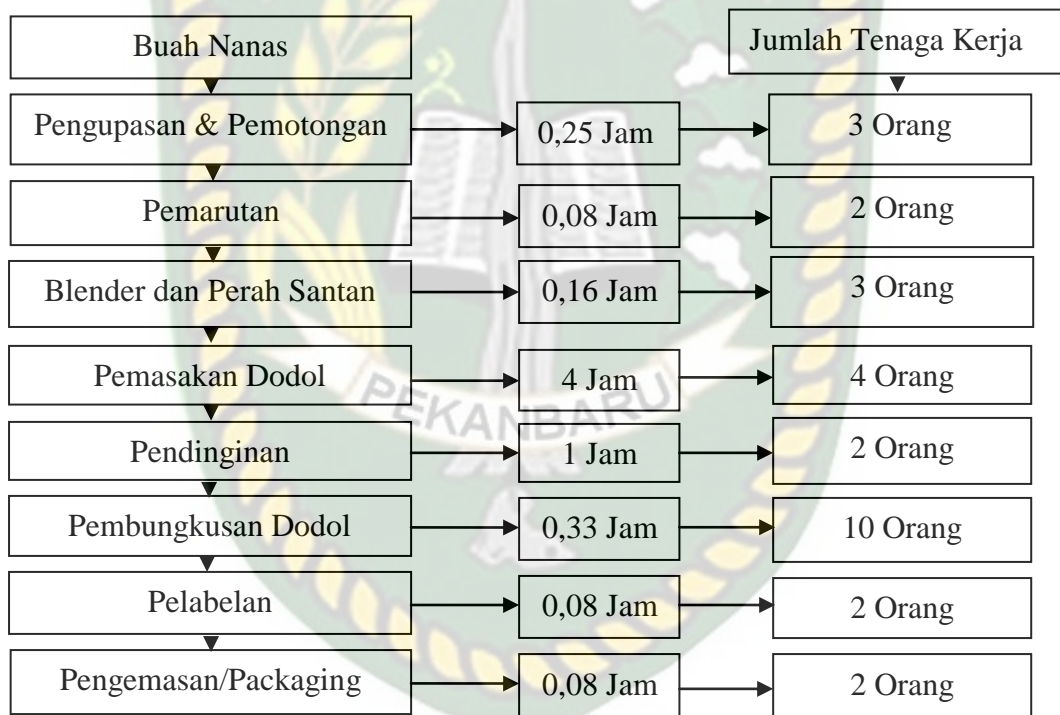 Buah Nanas
Jumlah Tenaga Kerja
Pengupasan & Pemotongan
0,25 Jam
3 Orang
Pemarutan
0,08 Jam
2 Orang
Blender dan Perah Santan
0,16 Jam
3 Orang
Pemasakan Dodol
4 Jam
4 Orang
PEKANBARU
Pendinginan
1 Jam
2 Orang
Pembungkusan Dodol
0,33 Jam
10 Orang
Pelabelan
0,08 Jam
2 Orang
Pengemasan/Packaging
0,08 Jam
2 Orang